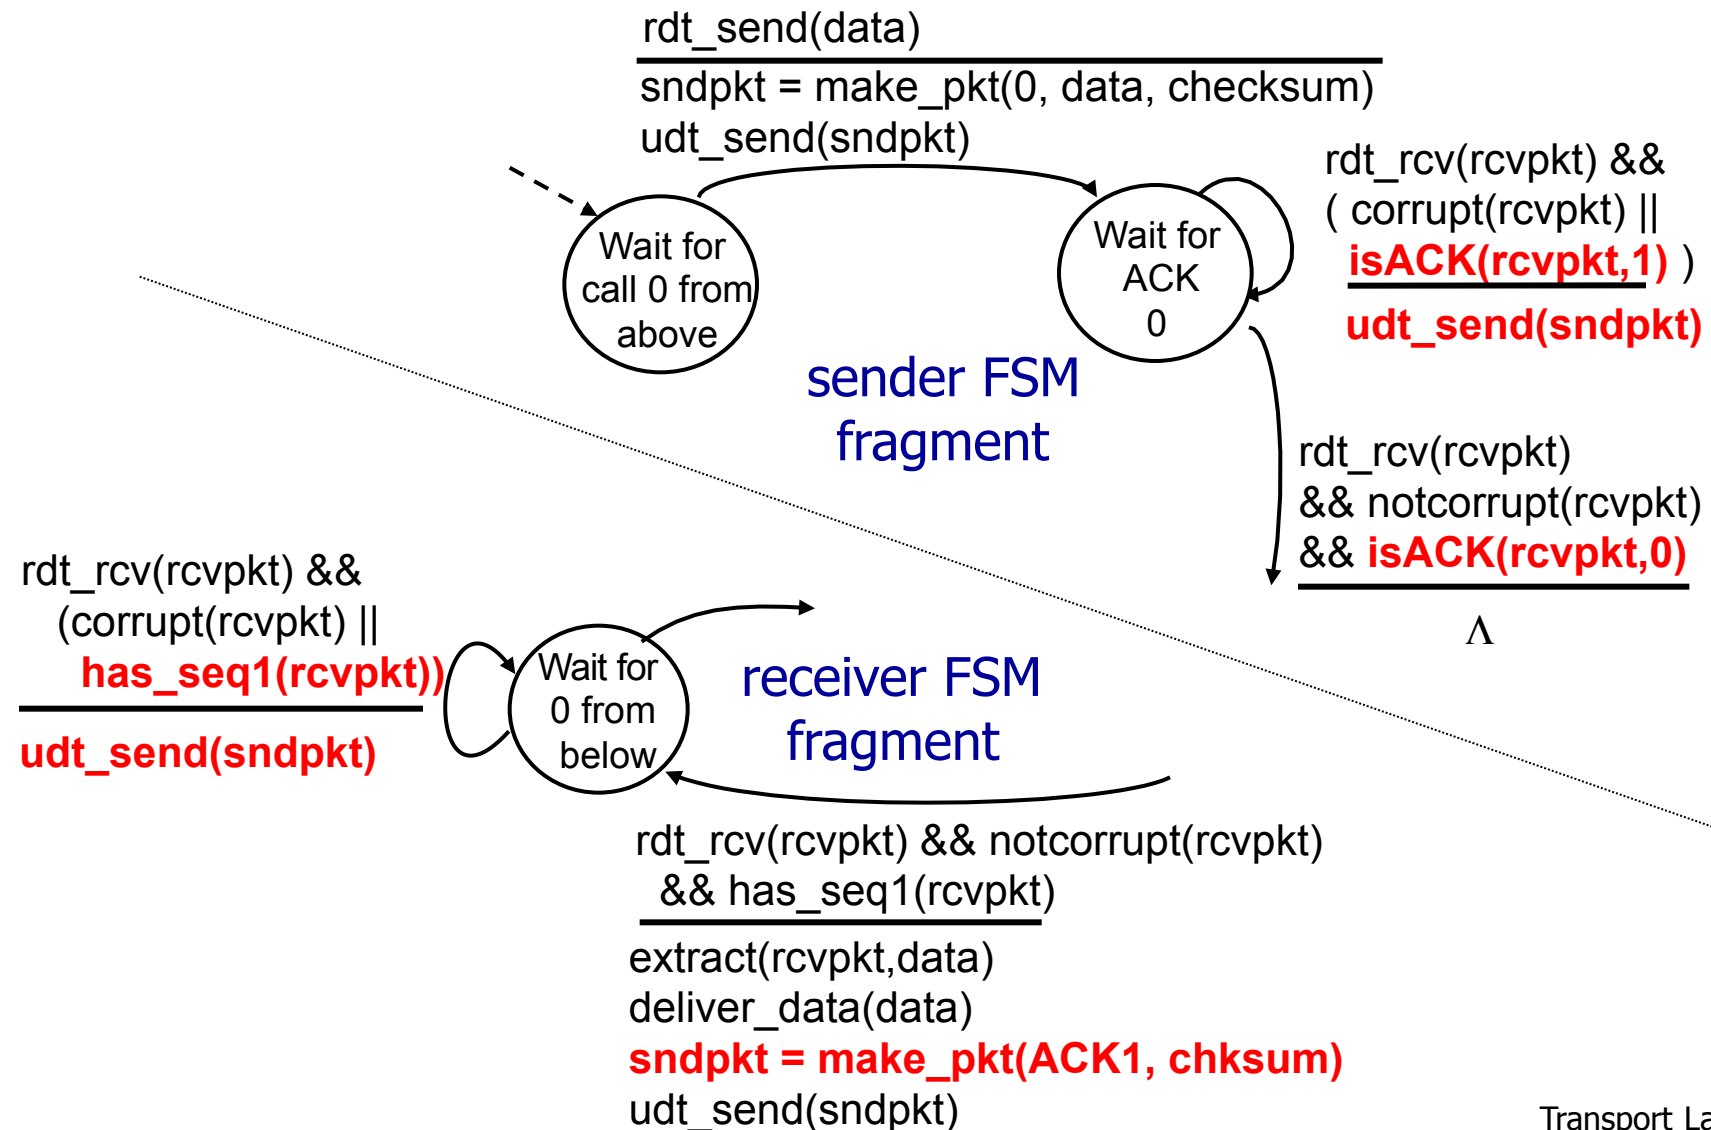 rdt_send(data)
sndpkt = make_pkt(0, data, checksum)
udt_send(sndpkt)
rdt_rcv(rcvpkt) &&
( corrupt(rcvpkt) ||
isACK(rcvpkt,1) )
udt_send(sndpkt)
Wait for
call 0 from
above
Wait for
ACK
0
sender FSM
fragment
rdt_rcv(rcvpkt)
&& notcorrupt(rcvpkt)
&& isACK(rcvpkt,0)
Λ
rdt_rcv(rcvpkt) &&
(corrupt(rcvpkt) ||
has_seq1(rcvpkt))
udt_send(sndpkt)
Wait for
0 from
below
receiver FSM
fragment
rdt_rcv(rcvpkt) && notcorrupt(rcvpkt)
&& has_seq1(rcvpkt)
extract(rcvpkt,data)
deliver_data(data)
sndpkt = make_pkt(ACK1, chksum)
udt_send(sndpkt)
Transport La